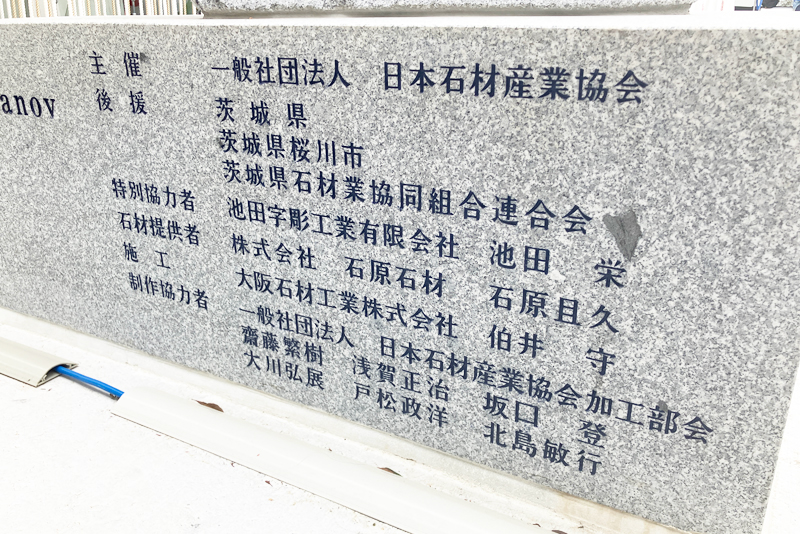 anov
主催 一般社団法人 日本石材産業協会
後援 茨城県
茨城県桜川市
茨城県石材業協同組合連合会
特別協力者 池田字彫工業有限会社 池田 栄
石材提供者 株式会社 石原石材 石原且久
施工 大阪石材工業株式会社 伯井 守
制作協力者 一般社団法人 日本石材産業協会加工部会
齋藤繁樹 浅賀正治 坂口 登
大川弘展 戸松政洋 北島敏行